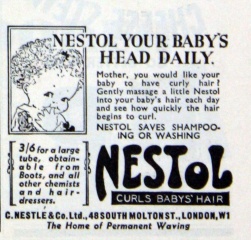 NESTOL YOUR BABY'S
HEAD DAILY.
Mother, you would like your
baby to have curly hair?
Gently massage a little Nestol
into your baby's hair each day
and see how quickly the hair
begins to curl.
NESTOL SAVES SHAMPOO-
ING OR WASHING
3/6 for a large
tube, obtain-
able from
Boots, and all
other chemists
and hair-
dressers.
NESTOL
CURLS BABYS' HAIR
C. NESTLE & Co. Ltd., 48 SOUTH MOLTON ST., LONDON, W1
The Home of Permanent Waving